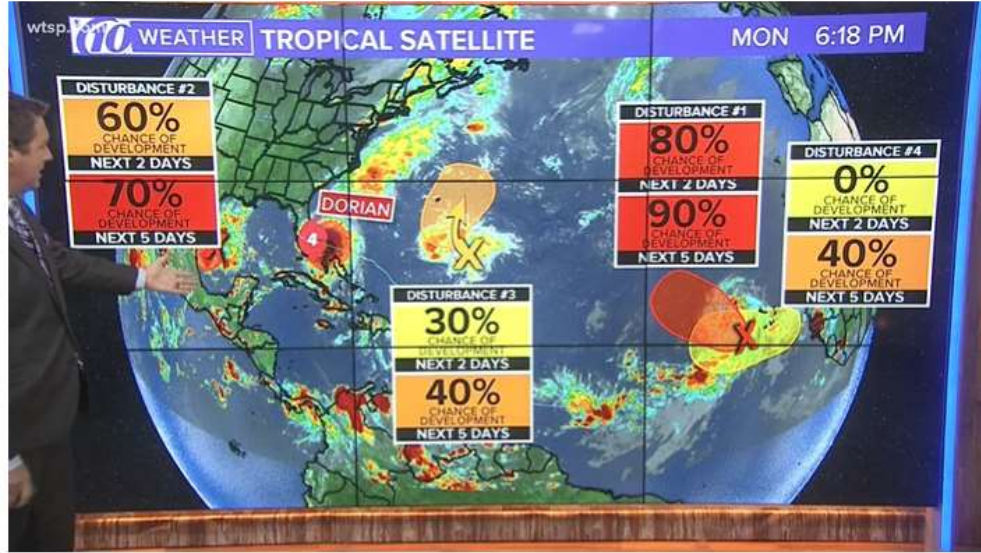 wtsp.com
10 WEATHER TROPICAL SATELLITE MON 6:18 PM
DISTURBANCE #2
60%
CHANCE OF
DEVELOPMENT
NEXT 2 DAYS
70%
CHANCE OF
DEVELOPMENT
NEXT 5 DAYS
DORIAN
4
DISTURBANCE #3
30%
CHANCE OF
DEVELOPMENT
NEXT 2 DAYS
40%
CHANCE OF
DEVELOPMENT
NEXT 5 DAYS
DISTURBANCE #1
80%
CHANCE OF
DEVELOPMENT
NEXT 2 DAYS
90%
CHANCE OF
DEVELOPMENT
NEXT 5 DAYS
DISTURBANCE #4
0%
CHANCE OF
DEVELOPMENT
NEXT 2 DAYS
40%
CHANCE OF
DEVELOPMENT
NEXT 5 DAYS
X
X